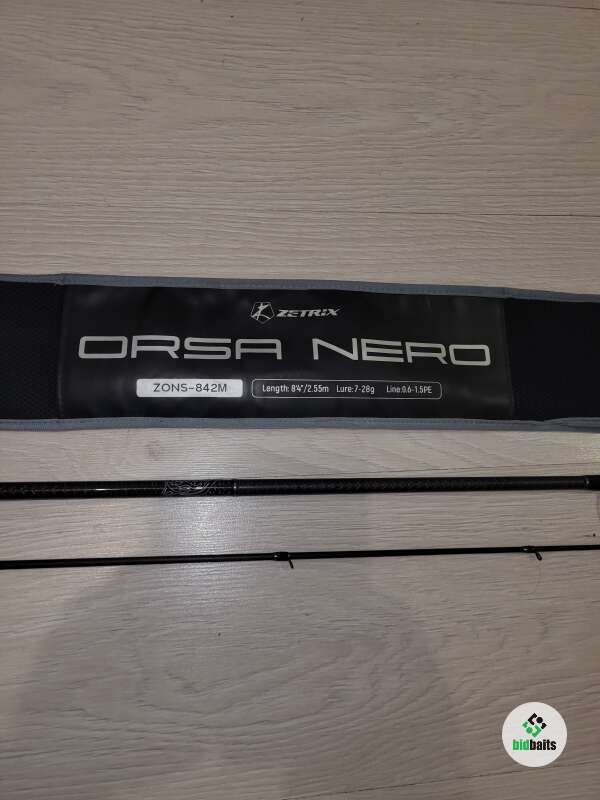 ZETRIX
ORSA NERO
ZONS-842M Length: 8'4"/2.55m Lure:7-28g Line:0.6-1.5PE
bidbaits